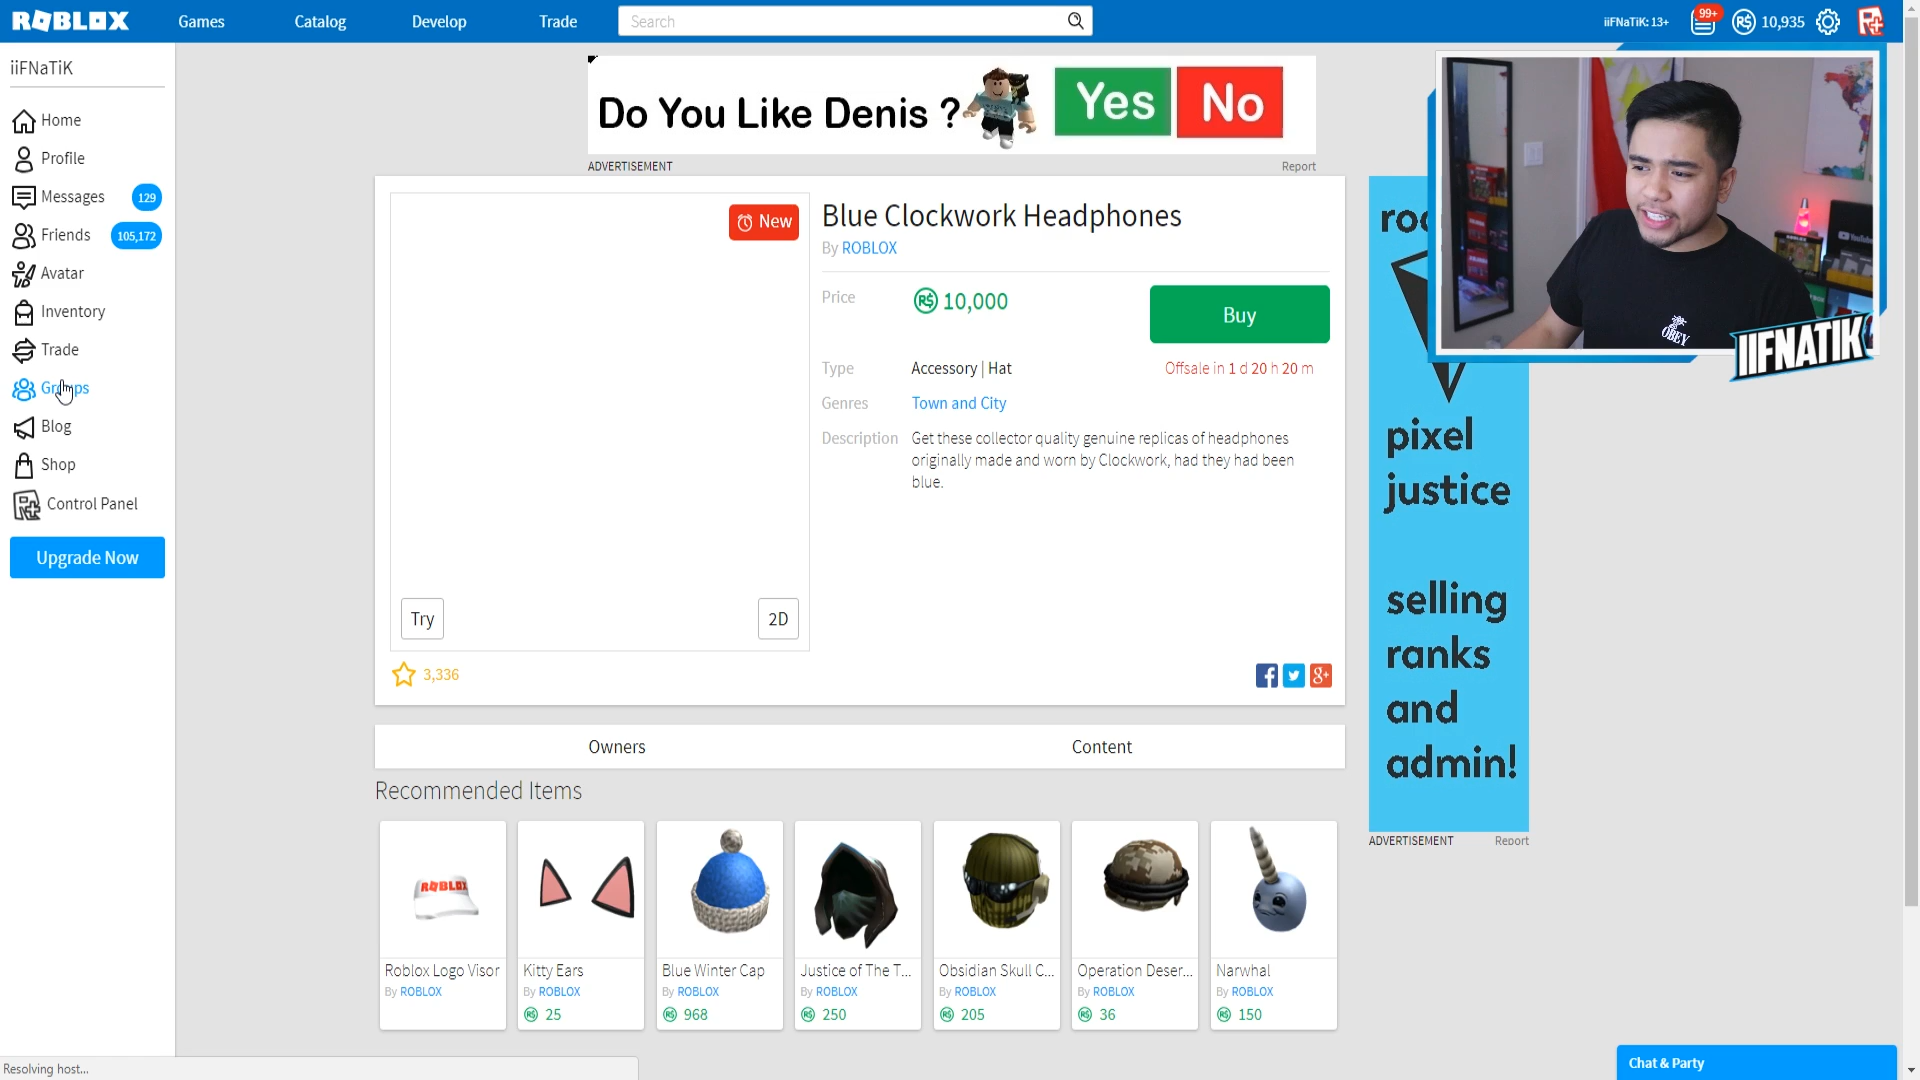 ROBLOX
Games
Catalog
Develop
Trade
Search
iiFNaTiK: 13+
99+
R$ 10,935
iiFNaTiK
Home
Profile
Messages
129
Friends
105,172
Avatar
Inventory
Trade
Groups
Blog
Shop
Control Panel
Upgrade Now
Do You Like Denis ?
Yes
No
ADVERTISEMENT
Report
New
Blue Clockwork Headphones
By ROBLOX
Price
R$ 10,000
Buy
Type
Accessory | Hat
Offsale in 1 d 20 h 20 m
Genres
Town and City
Description
Get these collector quality genuine replicas of headphones
originally made and worn by Clockwork, had they had been
blue.
Try
2D
3,336
f
g+
Owners
Content
Recommended Items
ROBLOX
Roblox Logo Visor
By ROBLOX
Kitty Ears
By ROBLOX
R$ 25
Blue Winter Cap
By ROBLOX
R$ 968
Justice of The T...
By ROBLOX
R$ 250
Obsidian Skull C...
By ROBLOX
R$ 205
Operation Deser...
By ROBLOX
R$ 36
Narwhal
By ROBLOX
R$ 150
OBEY
YouTube
IIFNATIK
pixel
justice
selling
ranks
and
admin!
ADVERTISEMENT
Report
Chat & Party
Resolving host...